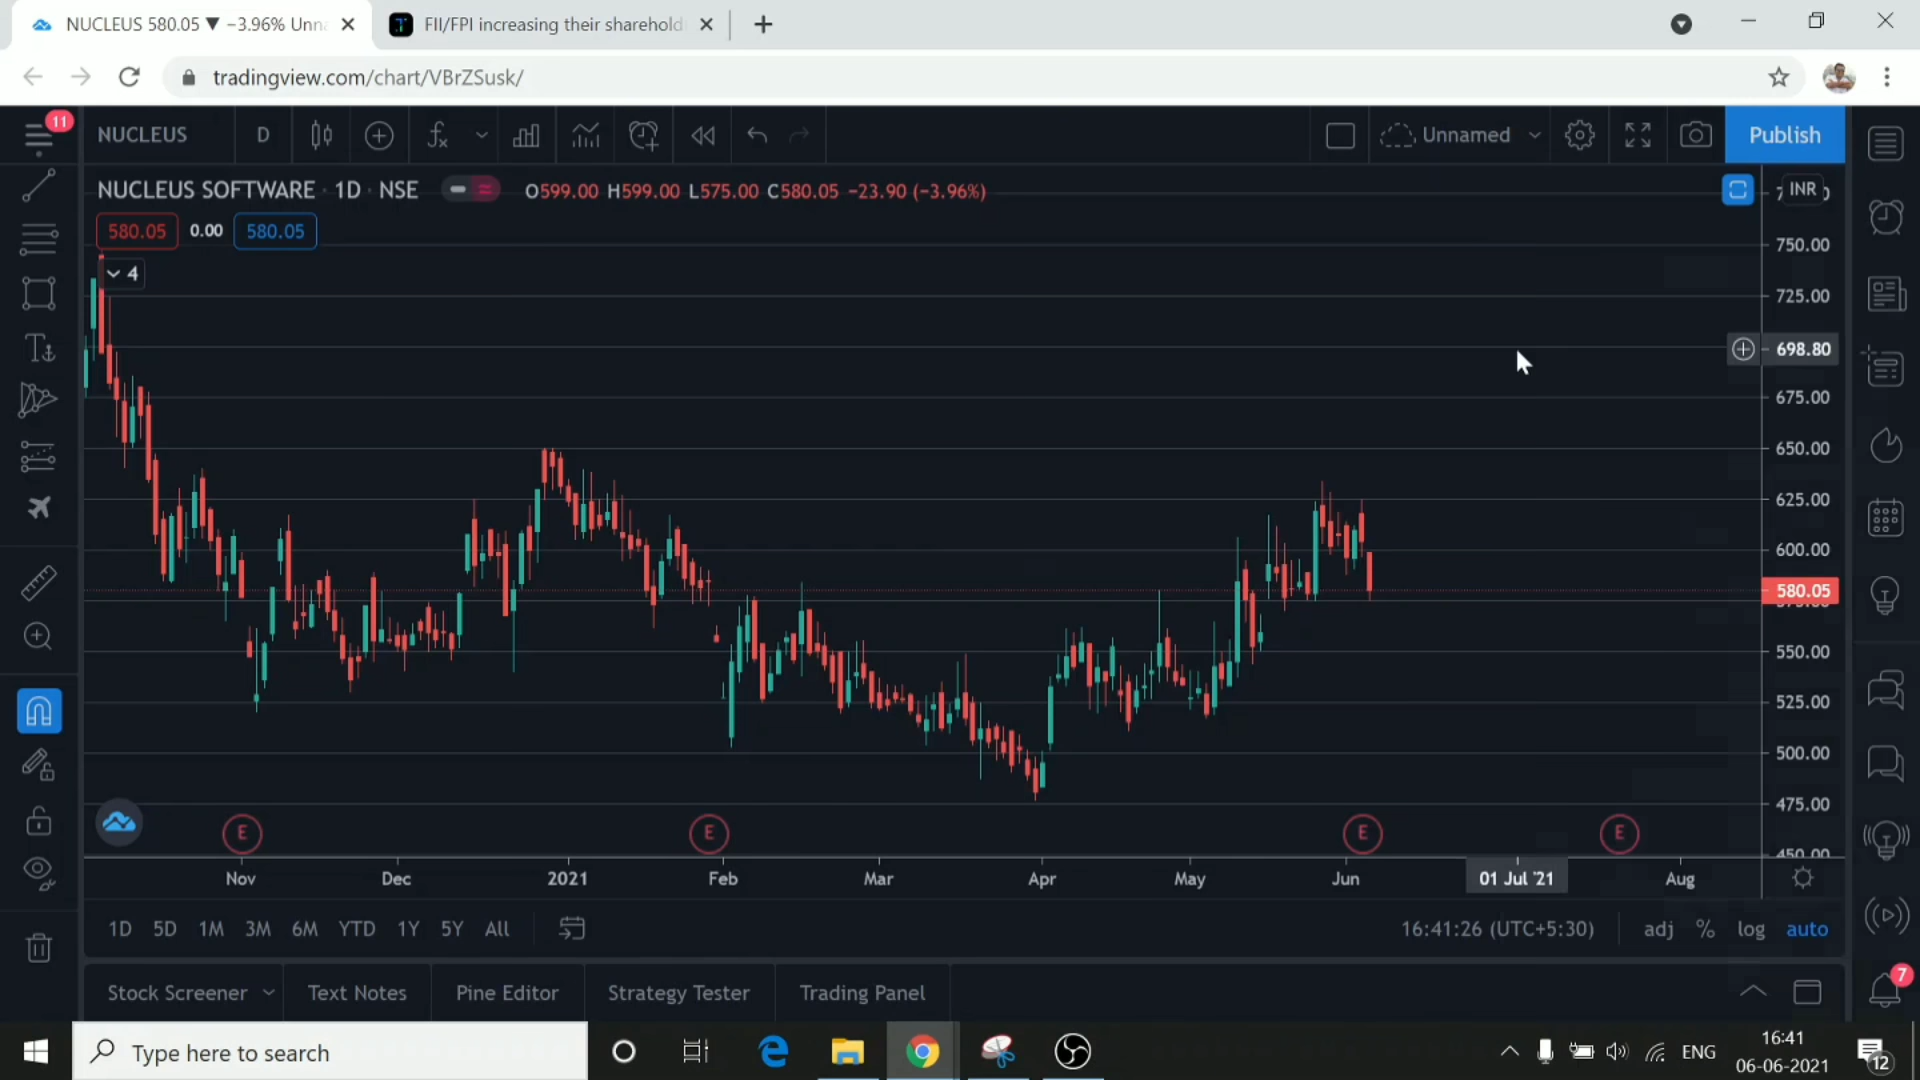 NUCLEUS 580.05 ▼ −3.96% Unna
FII/FPI increasing their sharehold
tradingview.com/chart/VBrZSusk/
11
NUCLEUS
D
Unnamed
Publish
NUCLEUS SOFTWARE · 1D · NSE
O599.00 H599.00 L575.00 C580.05 −23.90 (−3.96%)
INR
580.05 0.00 580.05
4
750.00
725.00
698.80
675.00
650.00
625.00
600.00
580.05
550.00
525.00
500.00
475.00
450.00
E E E E
Nov Dec 2021 Feb Mar Apr May Jun 01 Jul '21 Aug
1D 5D 1M 3M 6M YTD 1Y 5Y All
16:41:26 (UTC+5:30) adj % log auto
Stock Screener Text Notes Pine Editor Strategy Tester Trading Panel
7
Type here to search
ENG
16:41
06-06-2021
12